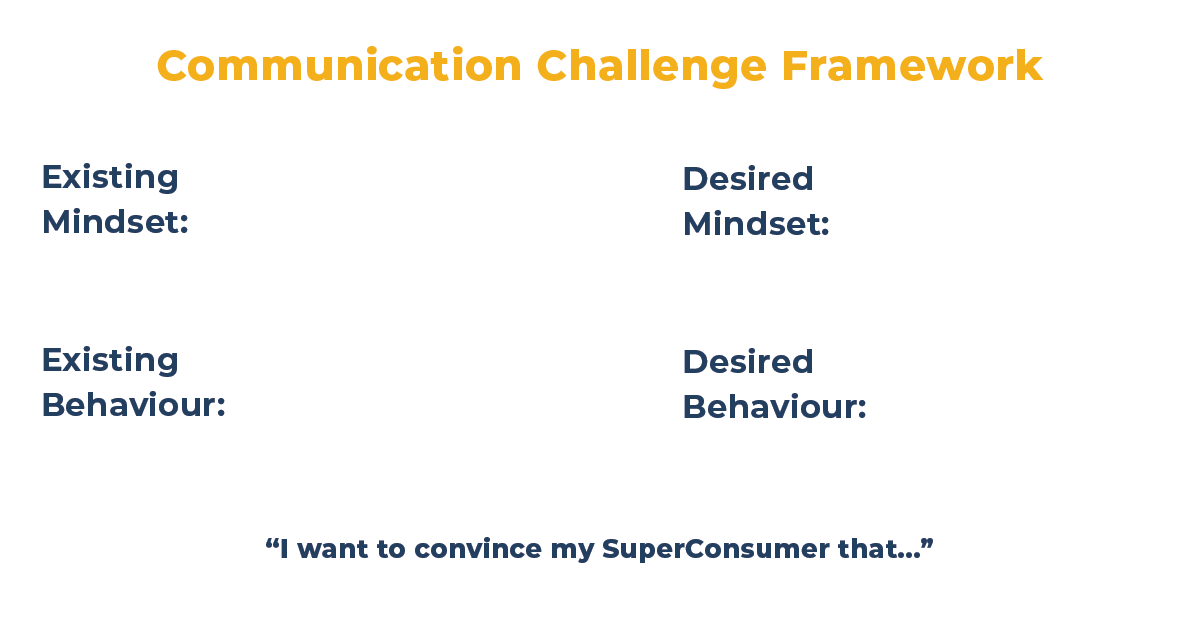 Communication Challenge Framework
Existing
Mindset:
Desired
Mindset:
Existing
Behaviour:
Desired
Behaviour:
“I want to convince my SuperConsumer that...”